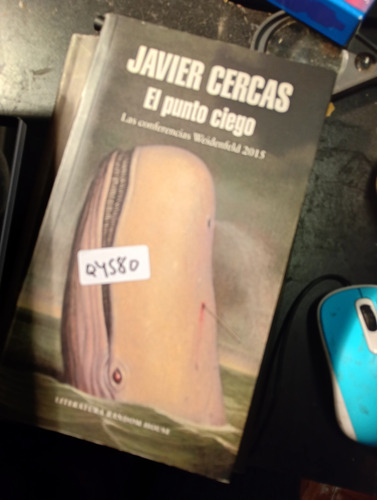 JAVIER CERCAS
El punto ciego
Las conferencias Weidenfeld 2015
Q4580
LITERATURA RANDOM HOUSE